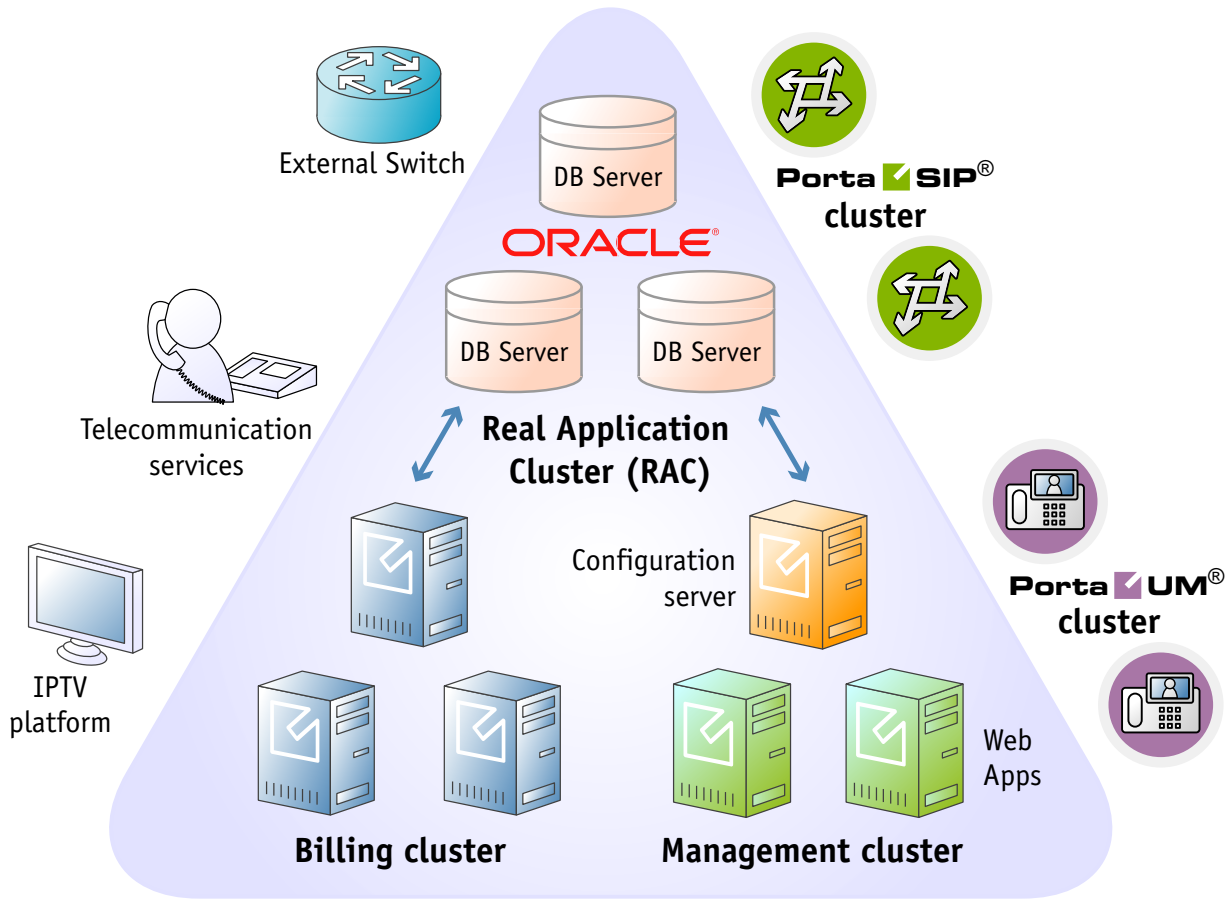 External Switch
DB Server
ORACLE®
DB Server
DB Server
Real Application
Cluster (RAC)
Porta SIP®
cluster
Telecommunication
services
Configuration
server
Porta UM®
cluster
IPTV
platform
Web
Apps
Billing cluster
Management cluster